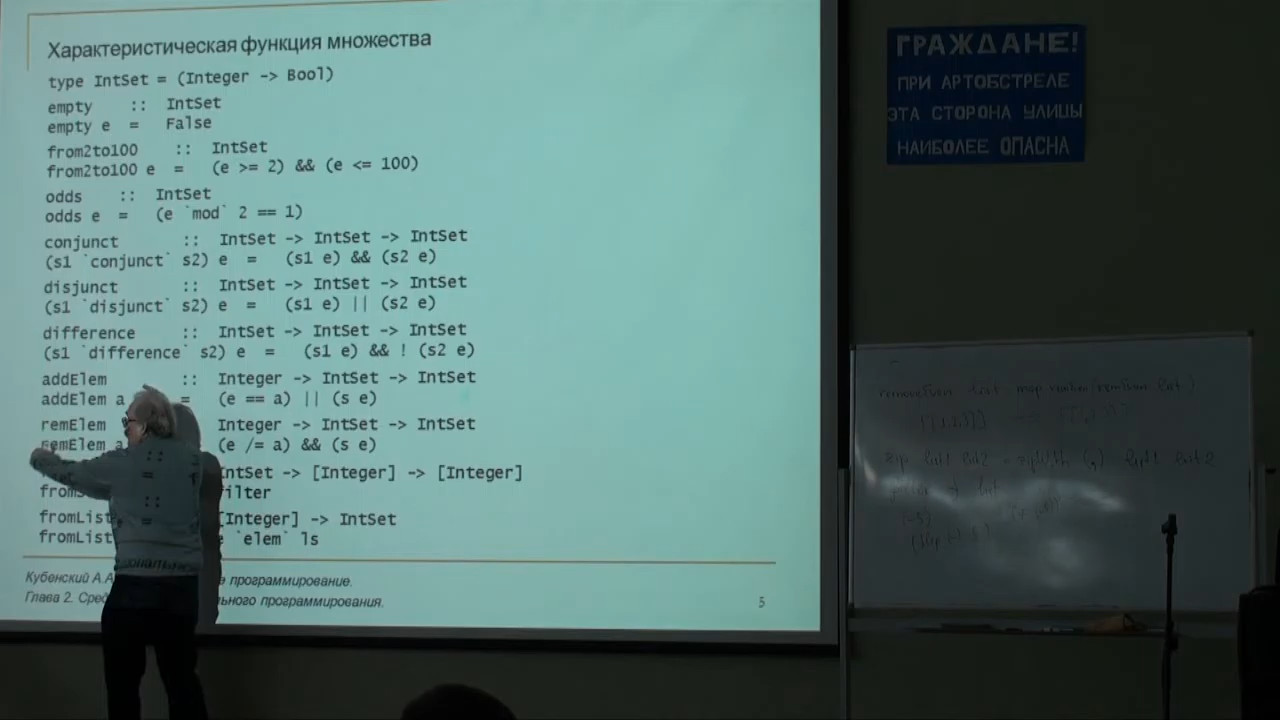 Характеристическая функция множества
type IntSet = (Integer -> Bool)
empty :: IntSet
empty e = False
from2to100 :: IntSet
from2to100 e = (e >= 2) && (e <= 100)
odds :: IntSet
odds e = (e `mod` 2 == 1)
conjunct :: IntSet -> IntSet -> IntSet
(s1 `conjunct` s2) e = (s1 e) && (s2 e)
disjunct :: IntSet -> IntSet -> IntSet
(s1 `disjunct` s2) e = (s1 e) || (s2 e)
difference :: IntSet -> IntSet -> IntSet
(s1 `difference` s2) e = (s1 e) && ! (s2 e)
addElem :: Integer -> IntSet -> IntSet
addElem a = (e == a) || (s e)
remElem Integer -> IntSet -> IntSet
remElem a (e /= a) && (s e)
:: IntSet -> [Integer] -> [Integer]
= filter
:: [Integer] -> IntSet
fromList e = e `elem` ls
Кубенский А.А. программирование.
Глава 2. программирования.
5
ГРАЖДАНЕ!
ПРИ АРТОБСТРЕЛЕ
ЭТА СТОРОНА УЛИЦЫ
НАИБОЛЕЕ ОПАСНА